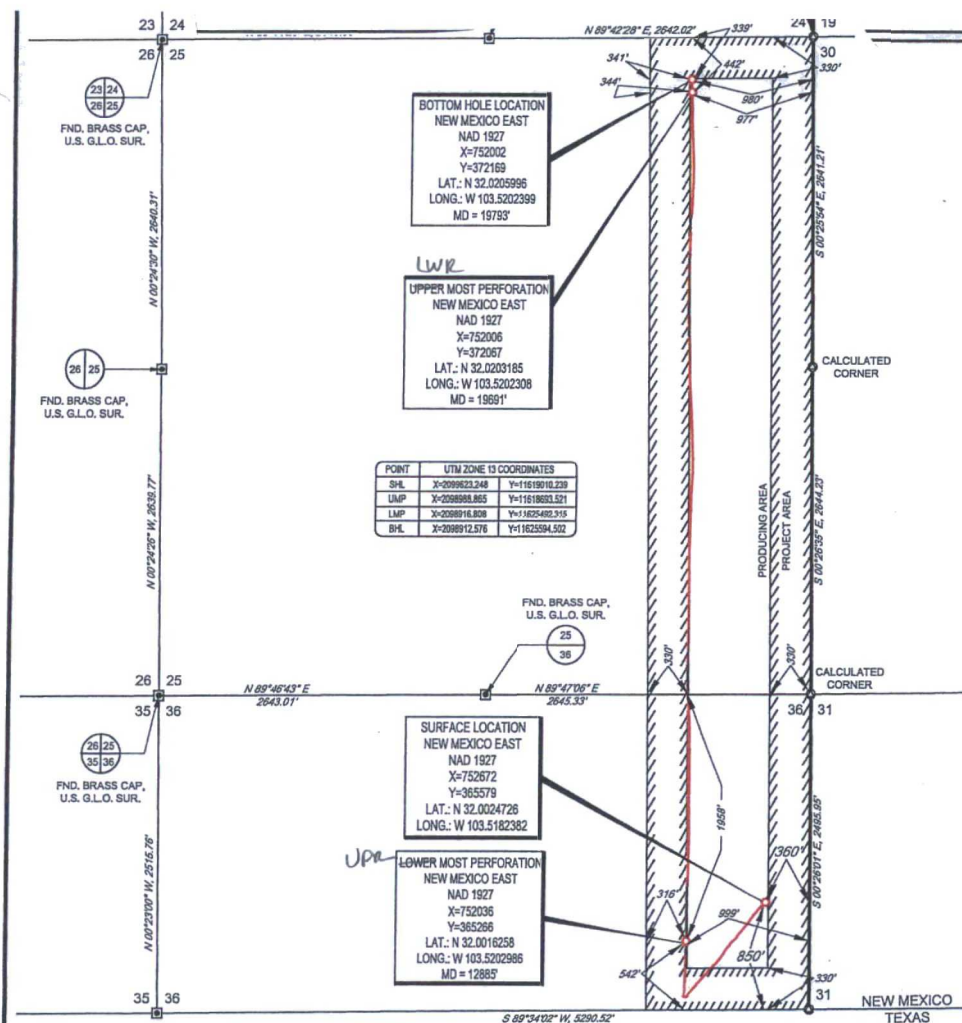 23 24
24 19
N 89°42'28" E, 2642.02'
339'
26 25
30
442'
341'
330'
344'
980'
977'
23 24
26 25
FND. BRASS CAP,
U.S. G.L.O. SUR.
BOTTOM HOLE LOCATION
NEW MEXICO EAST
NAD 1927
X=752002
Y=372169
LAT.: N 32.0205996
LONG.: W 103.5202399
MD = 19793'
N 00°24'30" W, 2640.31'
S 00°25'54" E, 2641.21'
LWR
UPPER MOST PERFORATION
NEW MEXICO EAST
NAD 1927
X=752006
Y=372067
LAT.: N 32.0203185
LONG.: W 103.5202308
MD = 19691'
26 25
FND. BRASS CAP,
U.S. G.L.O. SUR.
CALCULATED
CORNER
POINT UTM ZONE 13 COORDINATES
SHL X=2099623.248 Y=11619010.239
UMP X=2098988.865 Y=11618693.521
LMP X=2098916.808 Y=11625492.315
BHL X=2098912.576 Y=11625594.502
N 00°24'26" W, 2639.77'
PRODUCING AREA
PROJECT AREA
S 00°26'35" E, 2644.23'
FND. BRASS CAP,
U.S. G.L.O. SUR.
25
36
330'
330'
CALCULATED
CORNER
26 25
N 89°46'43" E
2643.01'
N 89°47'06" E
2645.33'
35 36
36 31
26 25
35 36
FND. BRASS CAP,
U.S. G.L.O. SUR.
SURFACE LOCATION
NEW MEXICO EAST
NAD 1927
X=752672
Y=365579
LAT.: N 32.0024726
LONG.: W 103.5182382
1958'
S 00°26'01" E, 2495.95'
N 00°23'00" W, 2515.76'
360'
UPR
LOWER MOST PERFORATION
NEW MEXICO EAST
NAD 1927
X=752036
Y=365266
LAT.: N 32.0016258
LONG.: W 103.5202986
MD = 12885'
316'
999'
850'
542'
330'
35 36
31
NEW MEXICO
TEXAS
S 89°34'02" W, 5290.52'